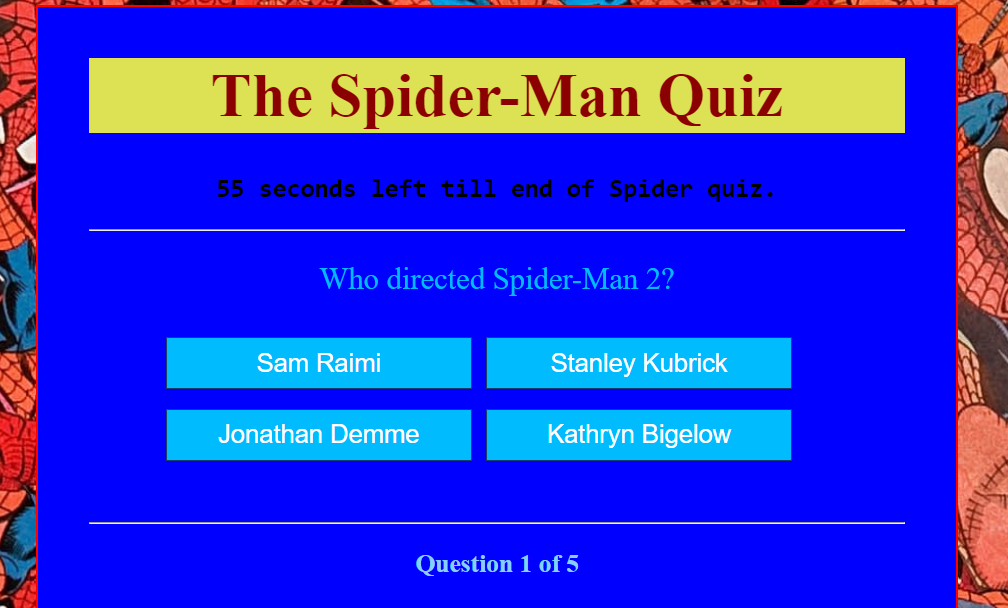 The Spider-Man Quiz
55 seconds left till end of Spider quiz.
Who directed Spider-Man 2?
Sam Raimi
Stanley Kubrick
Jonathan Demme
Kathryn Bigelow
Question 1 of 5